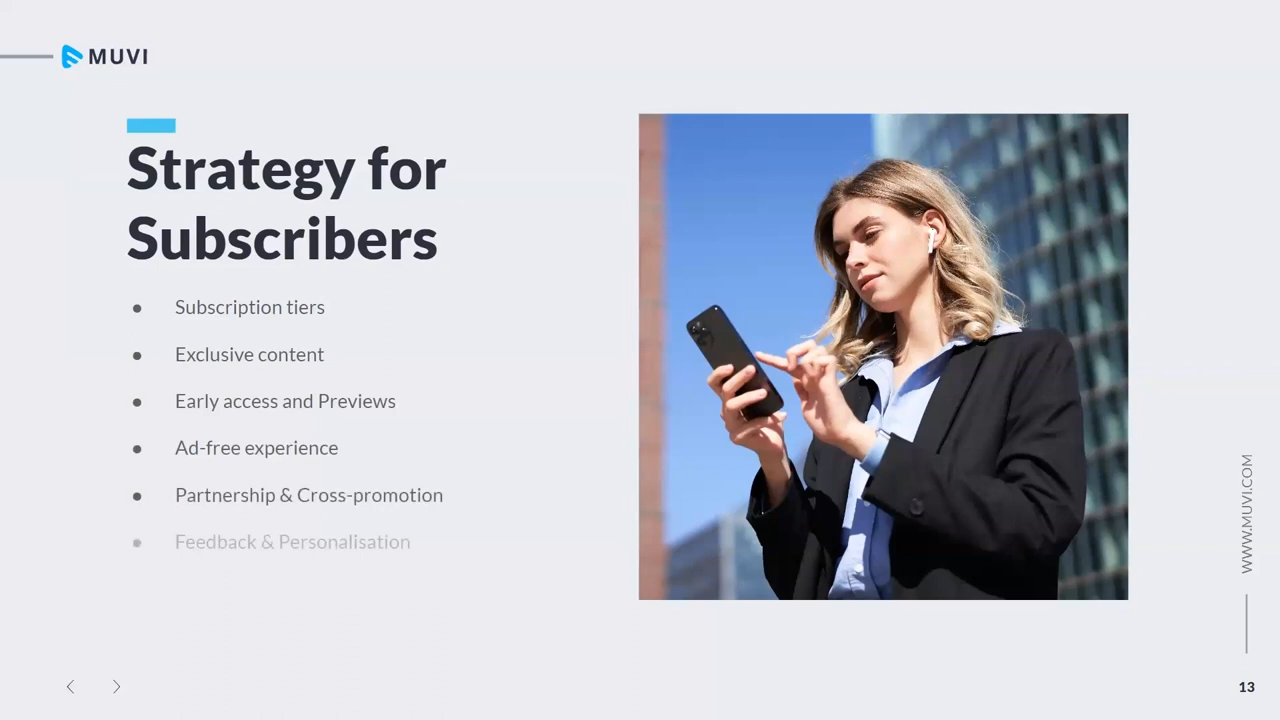 MUVI
Strategy for
Subscribers
● Subscription tiers
● Exclusive content
● Early access and Previews
● Ad-free experience
● Partnership & Cross-promotion
● Feedback & Personalisation
WWW.MUVI.COM
13